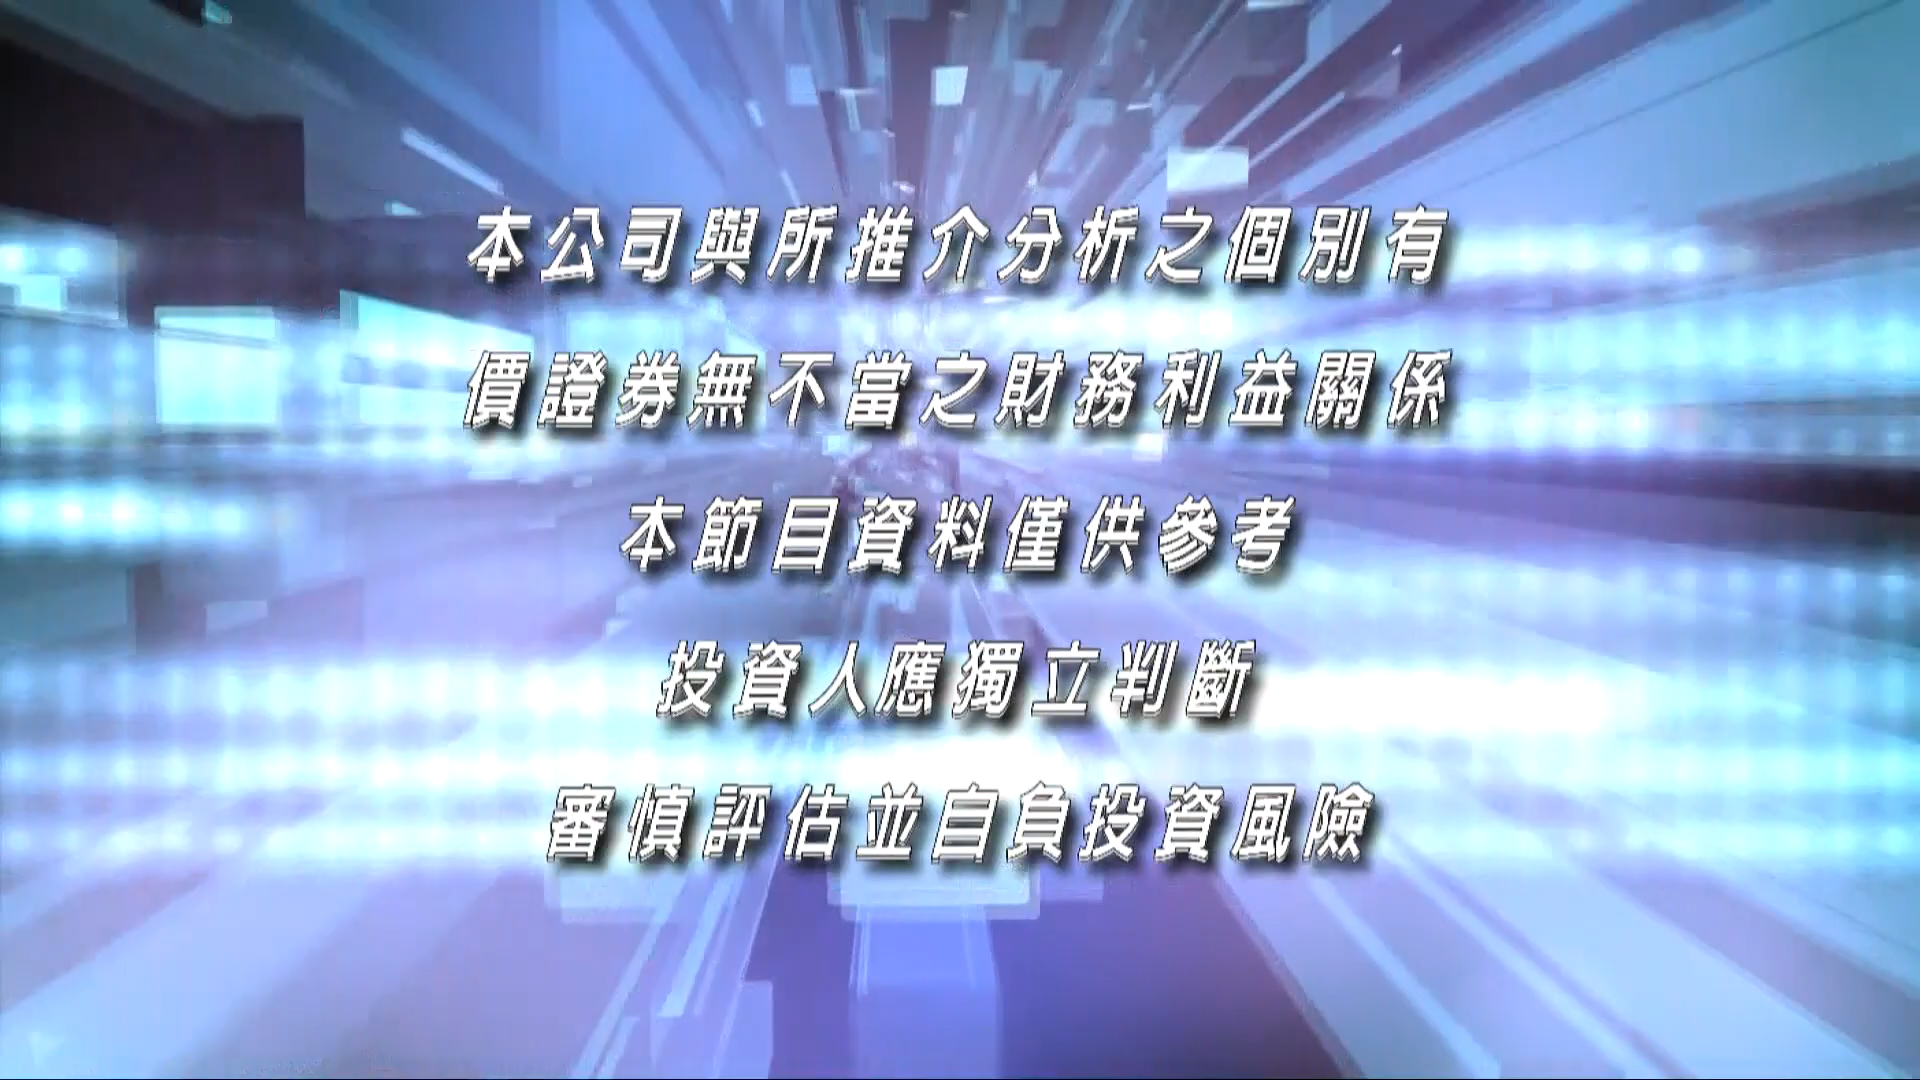 本公司與所推介分析之個別有
價證券無不當之財務利益關係
本節目資料僅供參考
投資人應獨立判斷
審慎評估並自負投資風險